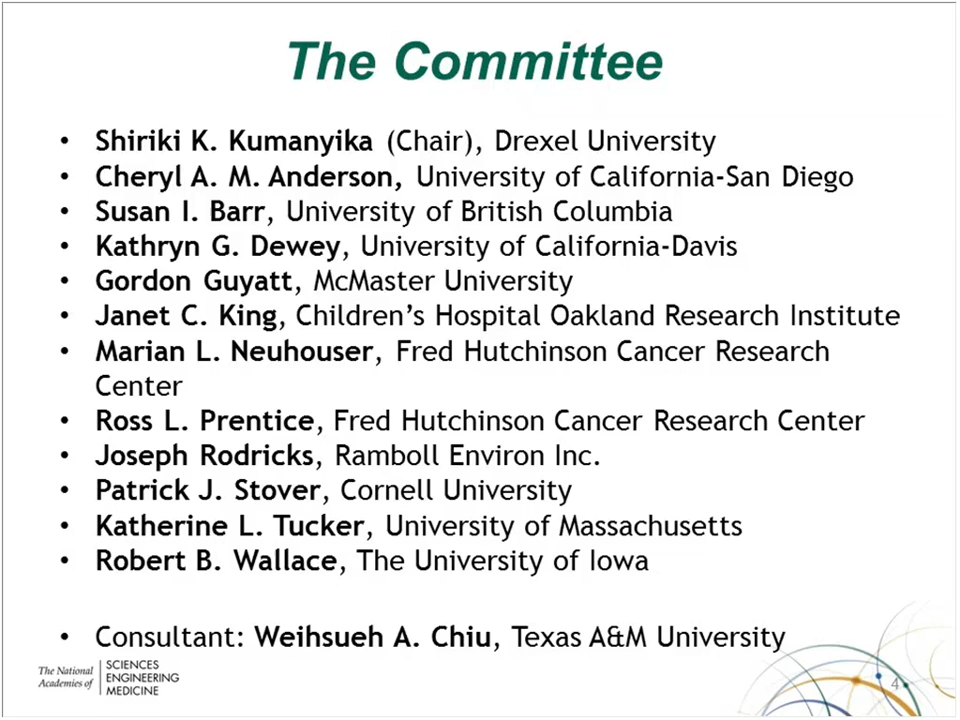 The Committee
• Shiriki K. Kumanyika (Chair), Drexel University
• Cheryl A. M. Anderson, University of California-San Diego
• Susan I. Barr, University of British Columbia
• Kathryn G. Dewey, University of California-Davis
• Gordon Guyatt, McMaster University
• Janet C. King, Children's Hospital Oakland Research Institute
• Marian L. Neuhouser, Fred Hutchinson Cancer Research
Center
• Ross L. Prentice, Fred Hutchinson Cancer Research Center
• Joseph Rodricks, Ramboll Environ Inc.
• Patrick J. Stover, Cornell University
• Katherine L. Tucker, University of Massachusetts
• Robert B. Wallace, The University of Iowa
• Consultant: Weihsueh A. Chiu, Texas A&M University
The National
Academies of
SCIENCES
ENGINEERING
MEDICINE
4